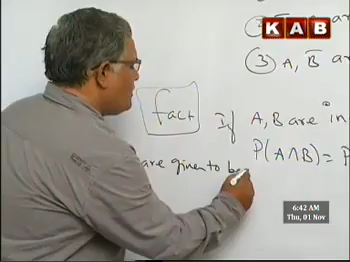 KAB
③ A, B̄ ar
fact
If A, B are in
P(A∩B) = P
are given to be
6:42 AM
Thu, 01 Nov